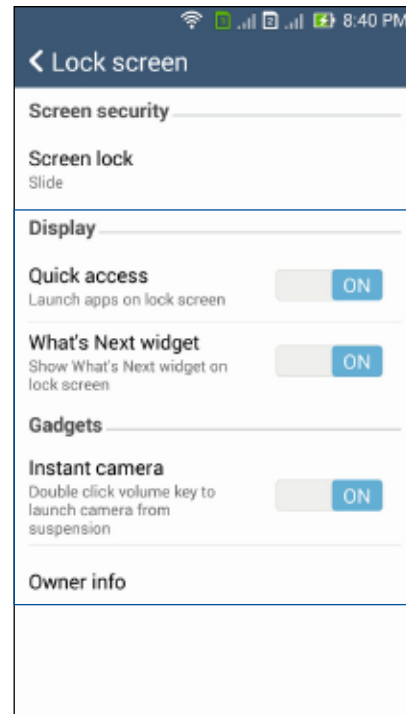 1 2 8:40 PM
Lock screen
Screen security
Screen lock
Slide
Display
Quick access
Launch apps on lock screen
ON
What's Next widget
Show What's Next widget on
lock screen
ON
Gadgets
Instant camera
Double click volume key to
launch camera from
suspension
ON
Owner info